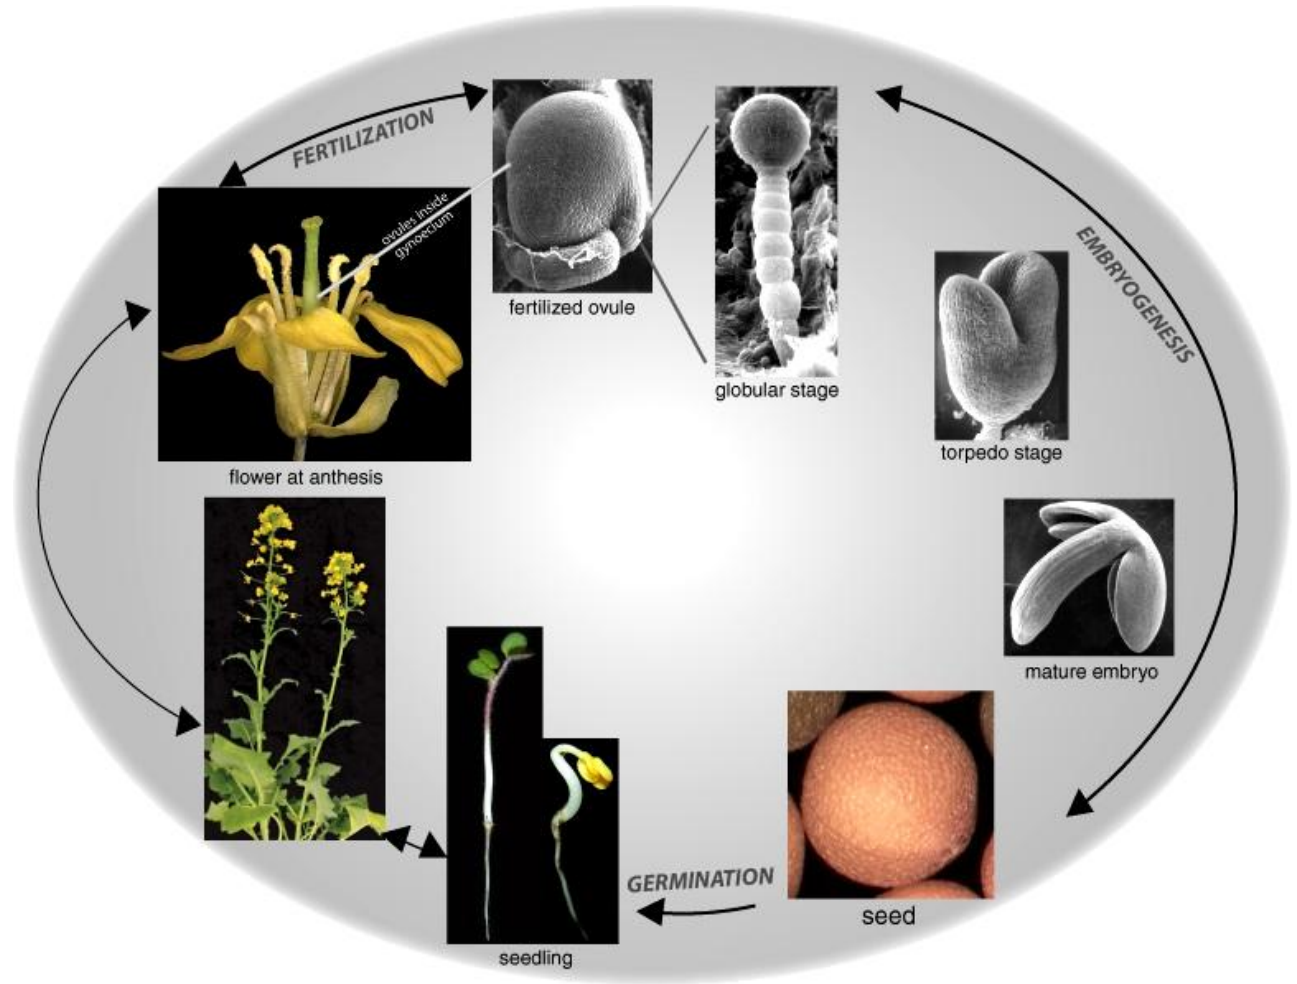 FERTILIZATION
ovules inside
gynoecium
fertilized ovule
globular stage
EMBRYOGENESIS
torpedo stage
flower at anthesis
mature embryo
GERMINATION
seed
seedling